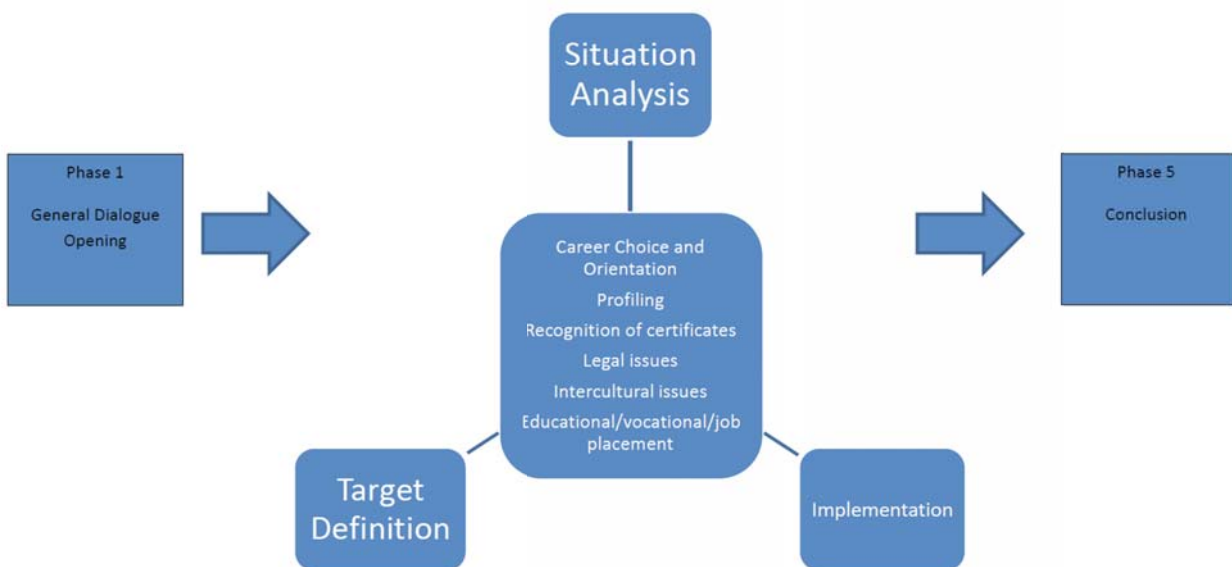 Situation
Analysis
Phase 1
General Dialogue
Opening
Phase 5
Conclusion
Career Choice and
Orientation
Profiling
Recognition of certificates
Legal issues
Intercultural issues
Educational/vocational/job
placement
Target
Definition
Implementation